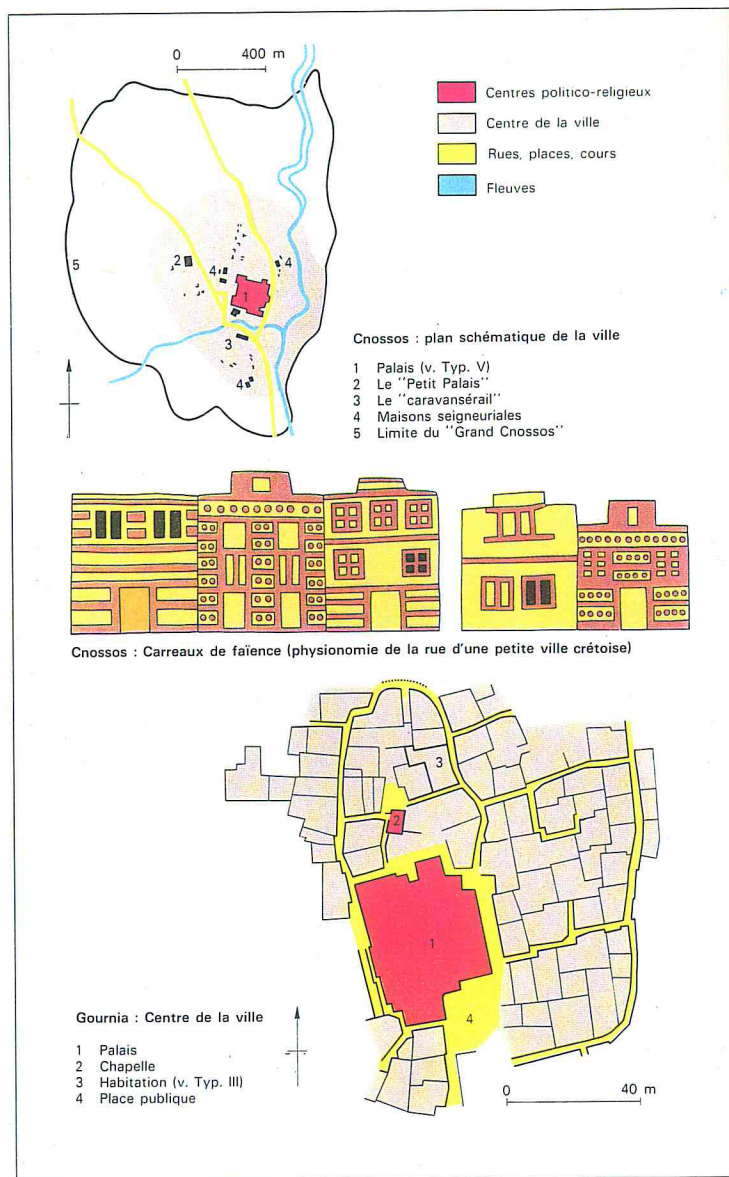 0 400 m
Centres politico-religieux
Centre de la ville
Rues, places, cours
Fleuves
2
4
4
5
1
3
4
Cnossos : plan schématique de la ville
1 Palais (v. Typ. V)
2 Le "Petit Palais"
3 Le "caravansérail"
4 Maisons seigneuriales
5 Limite du "Grand Cnossos"
Cnossos : Carreaux de faïence (physionomie de la rue d'une petite ville crétoise)
3
2
1
4
Gournia : Centre de la ville
1 Palais
2 Chapelle
3 Habitation (v. Typ. III)
4 Place publique
0 40 m